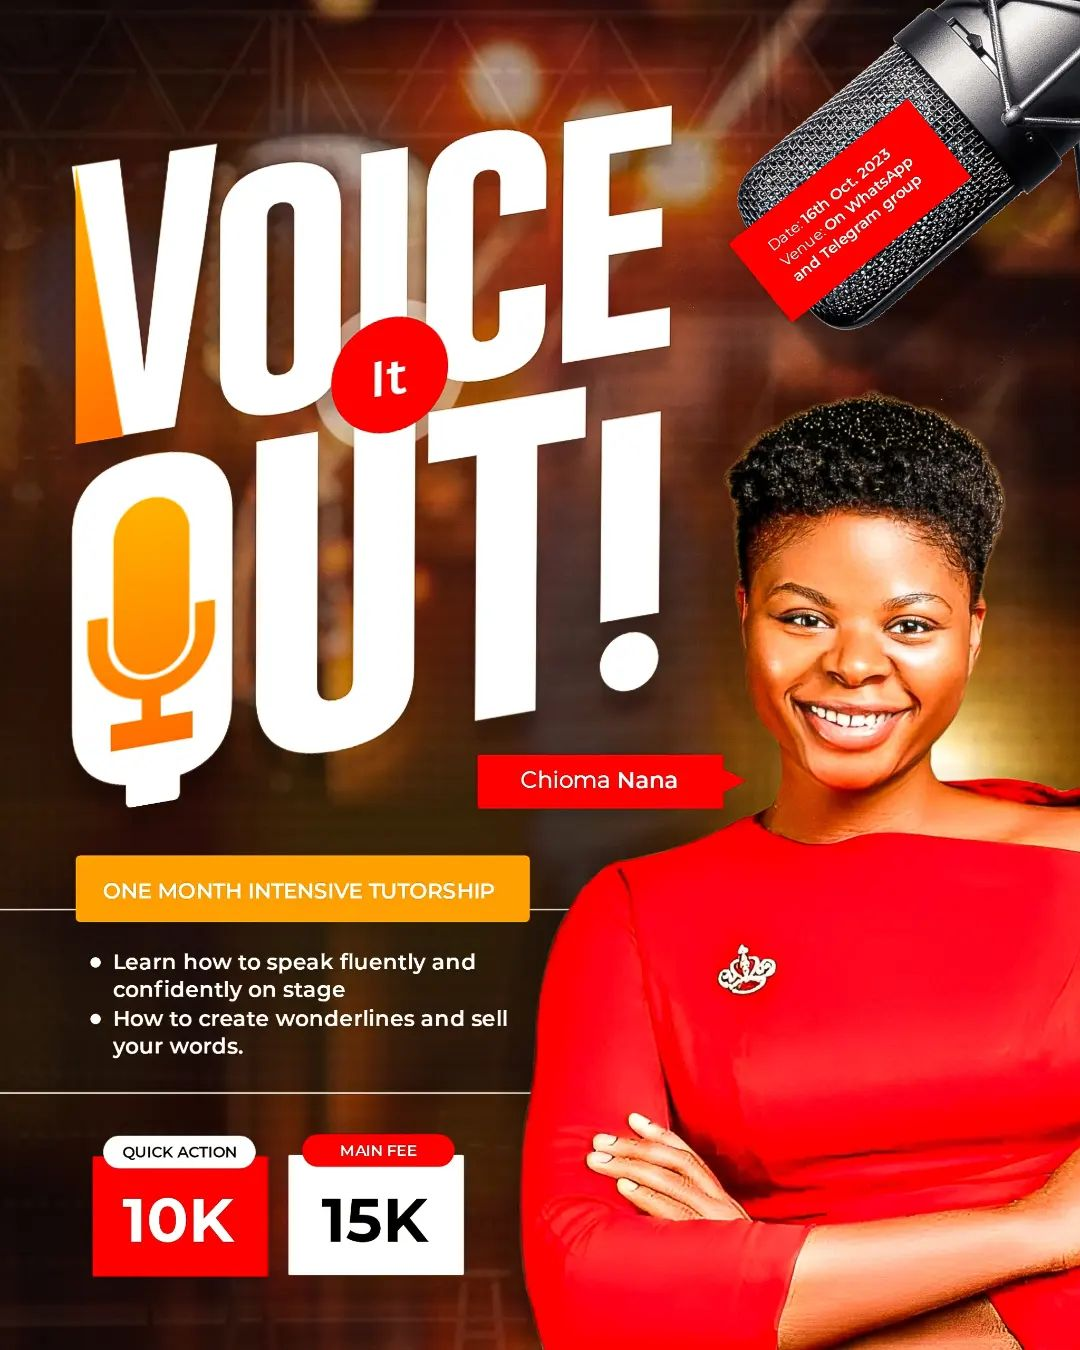 VOICE
It
OUT!
Date: 16th Oct. 2023
Venue: On WhatsApp
and Telegram group
Chioma Nana
ONE MONTH INTENSIVE TUTORSHIP
Learn how to speak fluently and
confidently on stage
How to create wonderlines and sell
your words.
QUICK ACTION
10K
MAIN FEE
15K